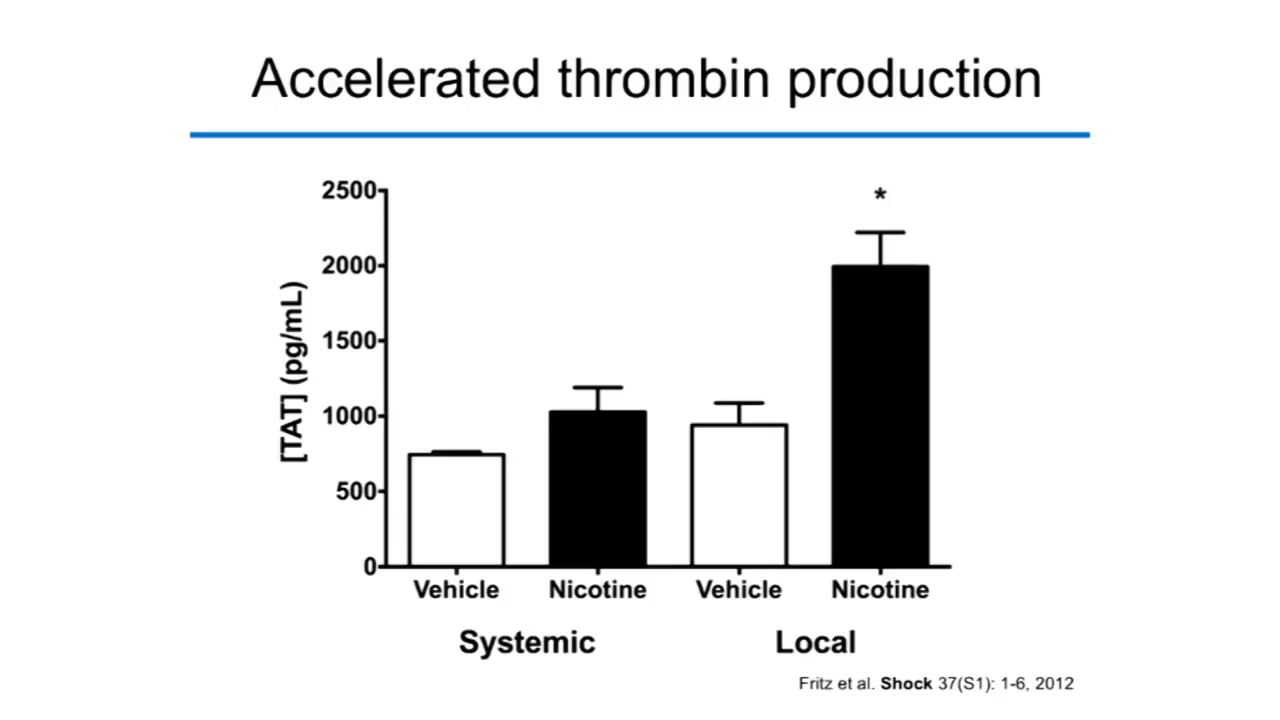 Accelerated thrombin production
2500
2000
1500
1000
500
0
[TAT] (pg/mL)
*
Vehicle Nicotine Vehicle Nicotine
Systemic Local
Fritz et al. Shock 37(S1): 1-6, 2012